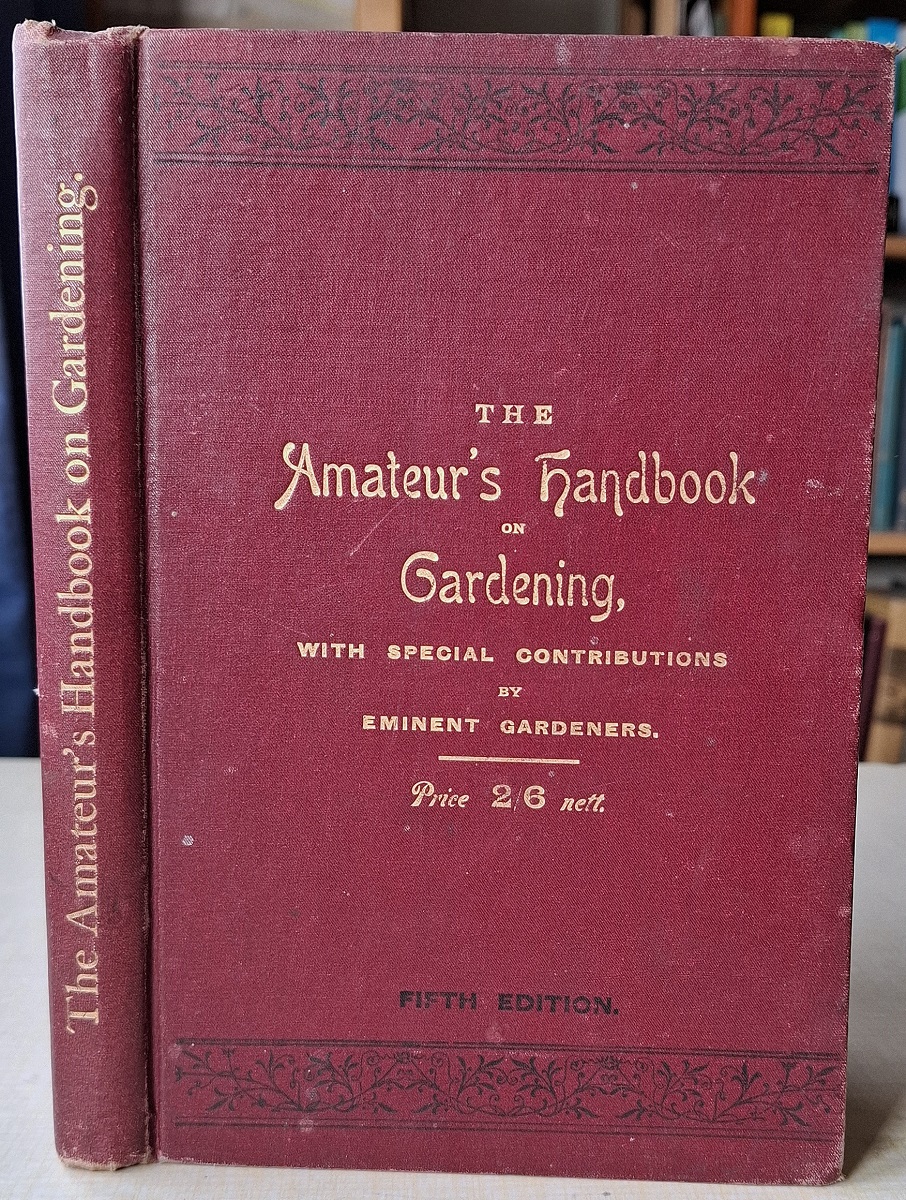 The Amateur's Handbook on Gardening.
THE
Amateur's Handbook
ON
Gardening,
WITH SPECIAL CONTRIBUTIONS
BY
EMINENT GARDENERS.
Price 2/6 nett.
FIFTH EDITION.